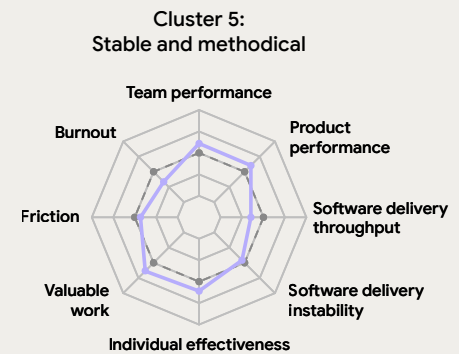 Cluster 5:
Stable and methodical
Team performance
Burnout
Product
performance
Friction
Software delivery
throughput
Valuable
work
Software delivery
instability
Individual effectiveness